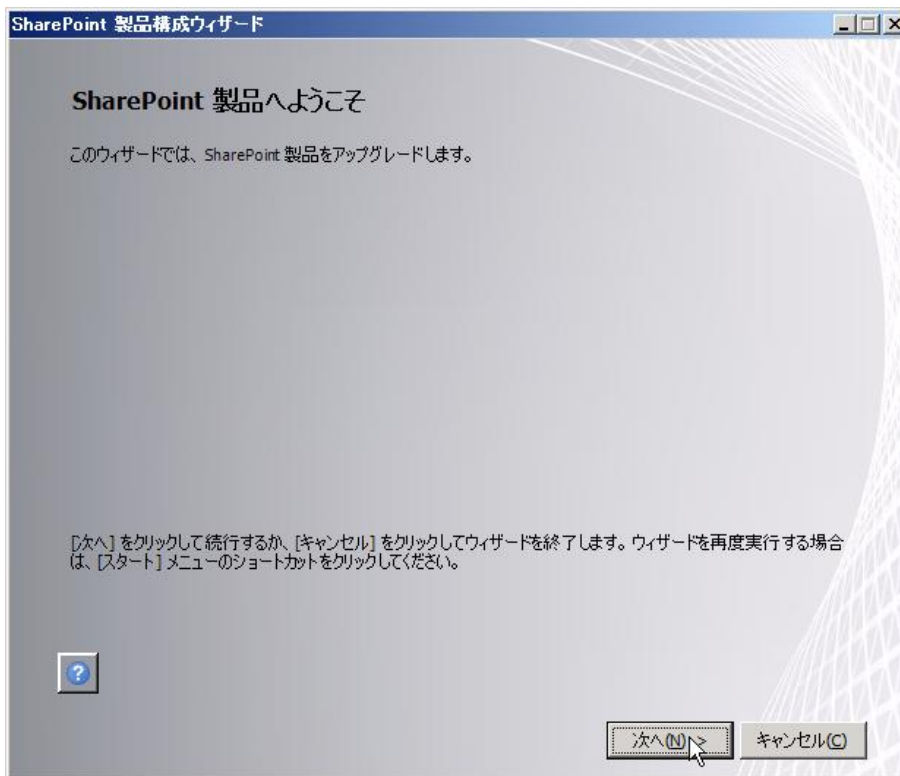 SharePoint 製品構成ウィザード
SharePoint 製品へようこそ
このウィザードでは、SharePoint 製品をアップグレードします。
[次へ] をクリックして続行するか、[キャンセル] をクリックしてウィザードを終了します。ウィザードを再度実行する場合
は、[スタート] メニューのショートカットをクリックしてください。
?
次へ(N) > キャンセル(C)